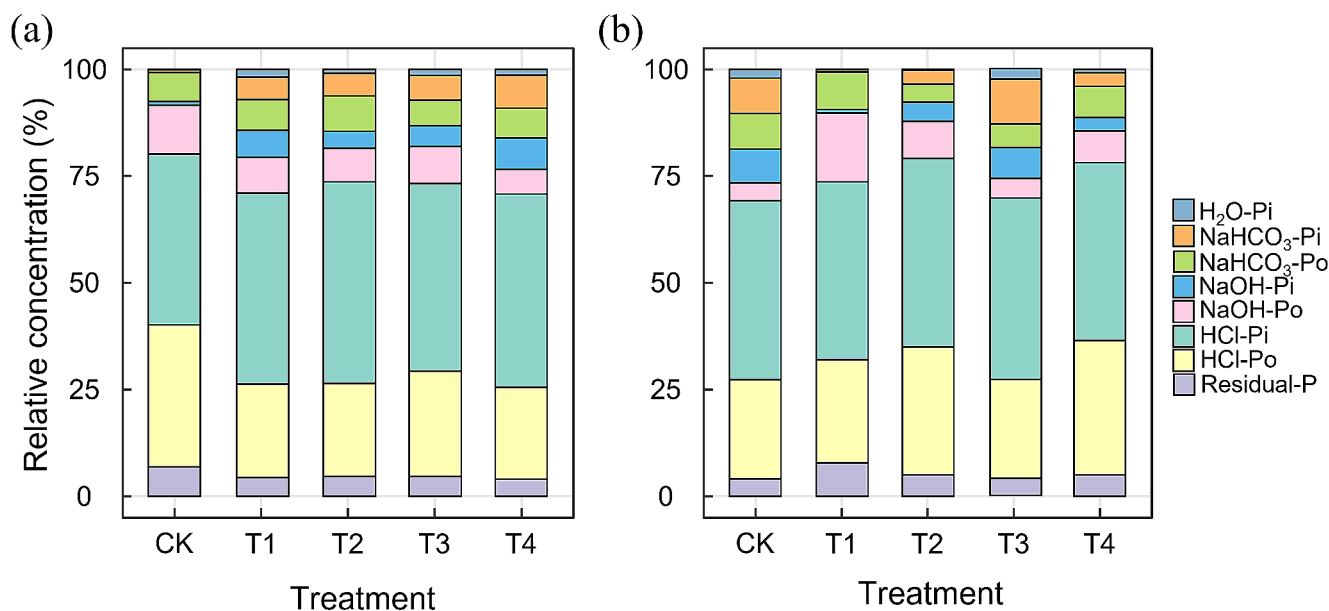 (a)
(b)
Relative concentration (%)
100
75
50
25
0
CK T1 T2 T3 T4
Treatment
100
75
50
25
0
CK T1 T2 T3 T4
Treatment
H₂O-Pi
NaHCO₃-Pi
NaHCO₃-Po
NaOH-Pi
NaOH-Po
HCl-Pi
HCl-Po
Residual-P